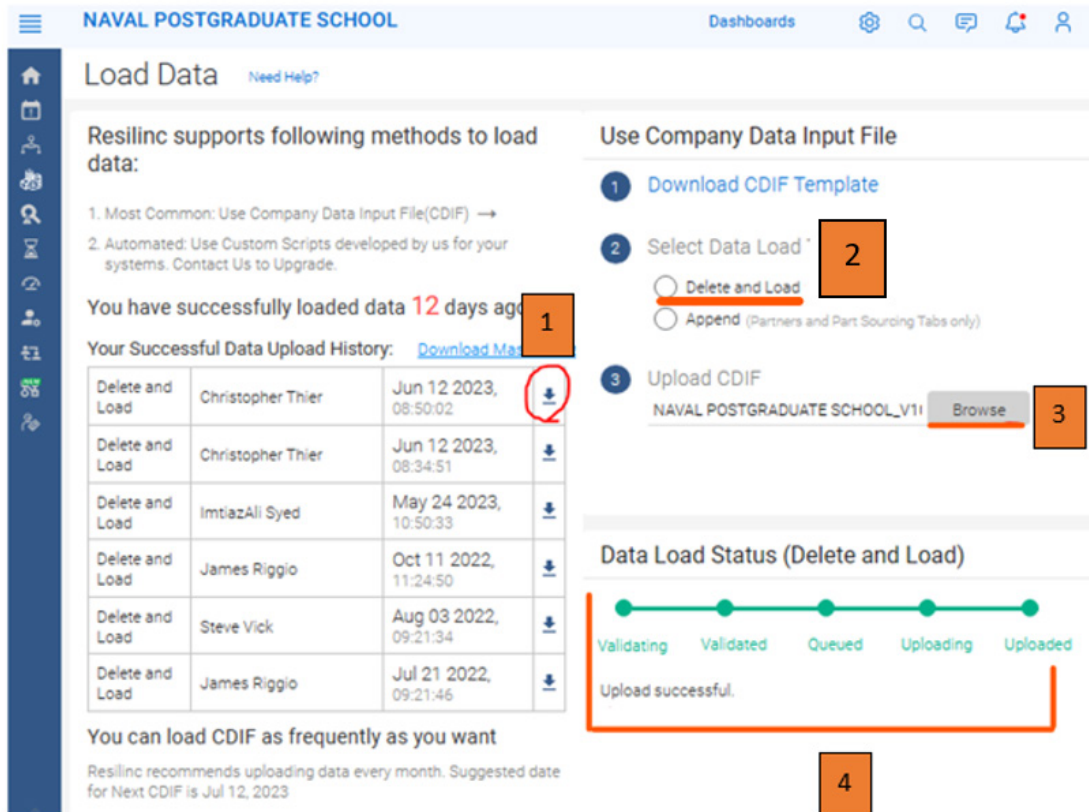 NAVAL POSTGRADUATE SCHOOL
Dashboards
Load Data
Need Help?
Resilinc supports following methods to load
data:
1. Most Common: Use Company Data Input File(CDIF) →
2. Automated: Use Custom Scripts developed by us for your
systems. Contact Us to Upgrade.
You have successfully loaded data 12 days ago
1
Your Successful Data Upload History:
Download Mas
Delete and
Load
Christopher Thier
Jun 12 2023,
08:50:02
Delete and
Load
Christopher Thier
Jun 12 2023,
08:34:51
Delete and
Load
ImtiazAli Syed
May 24 2023,
10:50:33
Delete and
Load
James Riggio
Oct 11 2022,
11:24:50
Delete and
Load
Steve Vick
Aug 03 2022,
09:21:34
Delete and
Load
James Riggio
Jul 21 2022,
09:21:46
You can load CDIF as frequently as you want
Resilinc recommends uploading data every month. Suggested date
for Next CDIF is Jul 12, 2023
Use Company Data Input File
1
Download CDIF Template
2
Select Data Load
2
Delete and Load
Append (Partners and Part Sourcing Tabs only)
3
Upload CDIF
NAVAL POSTGRADUATE SCHOOL_V1(
Browse
3
Data Load Status (Delete and Load)
Validating
Validated
Queued
Uploading
Uploaded
Upload successful.
4